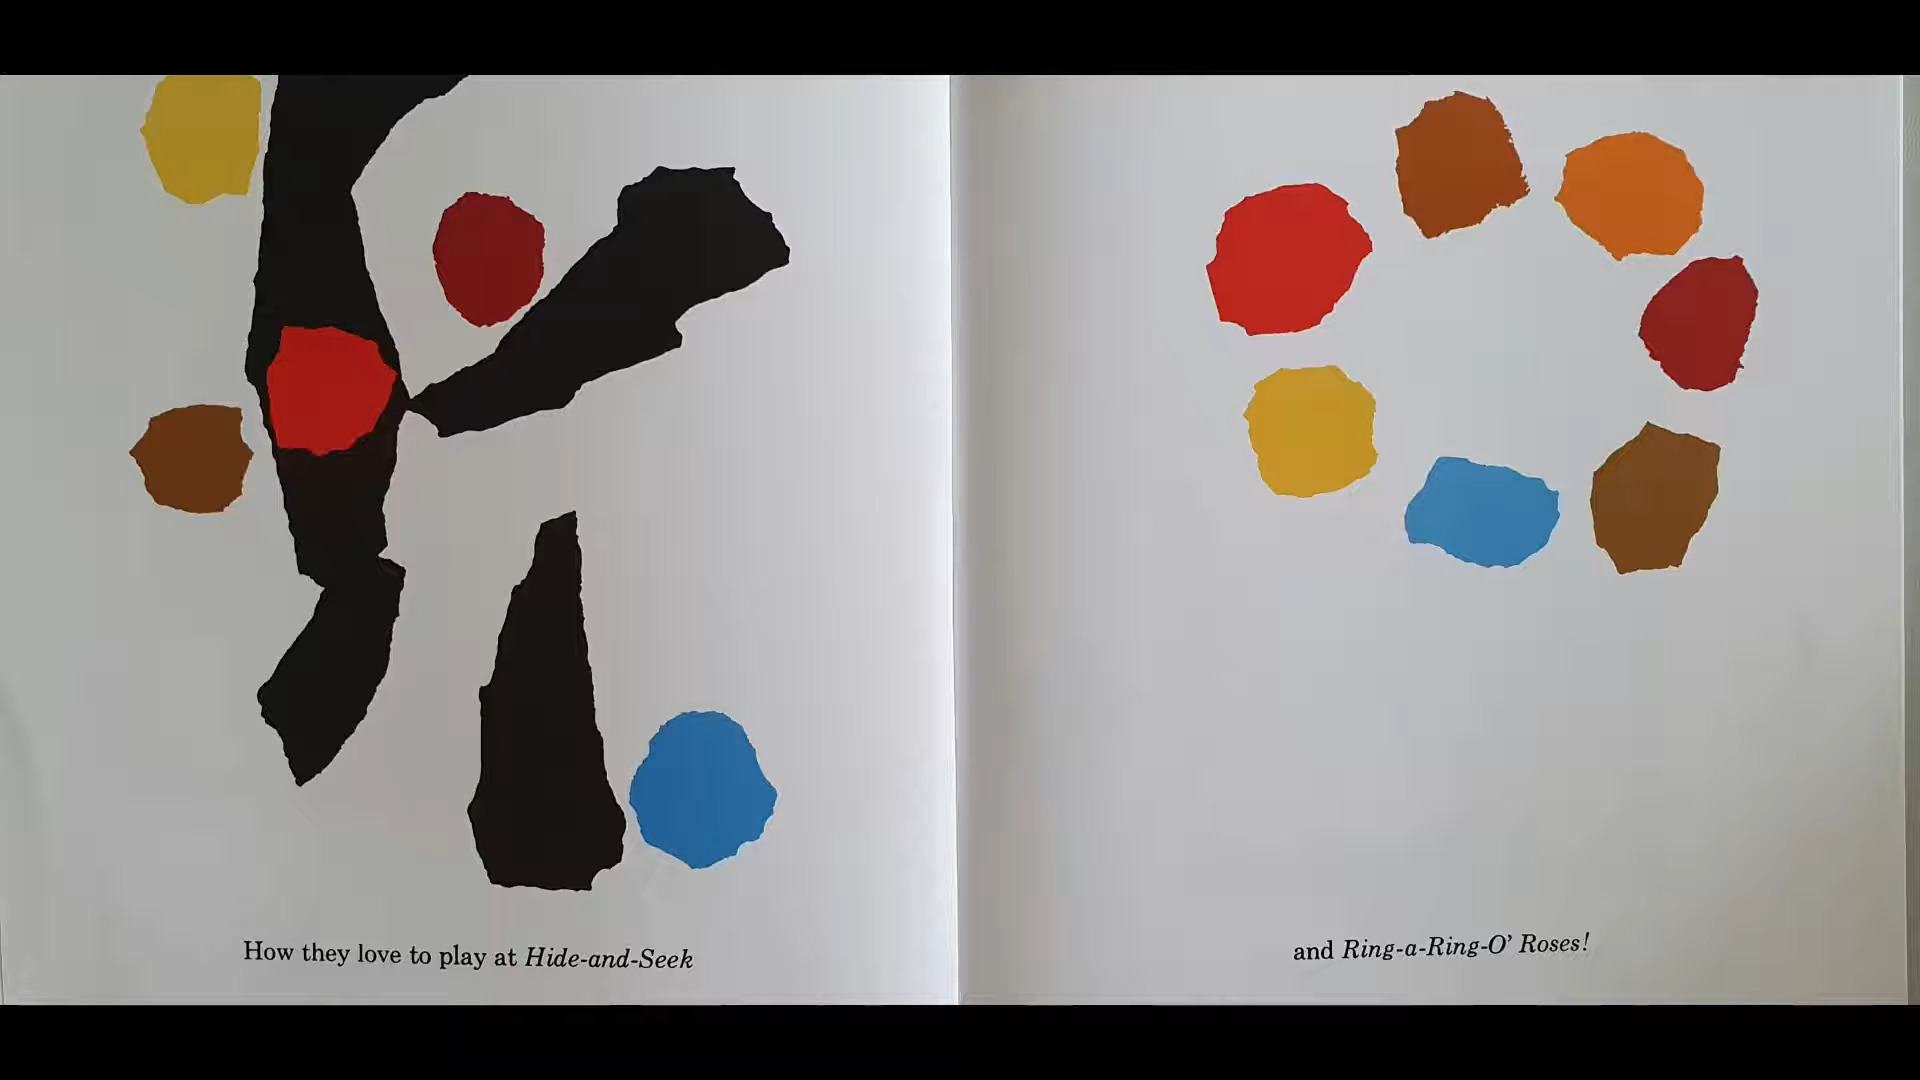 How they love to play at Hide-and-Seek
and Ring-a-Ring-O' Roses!